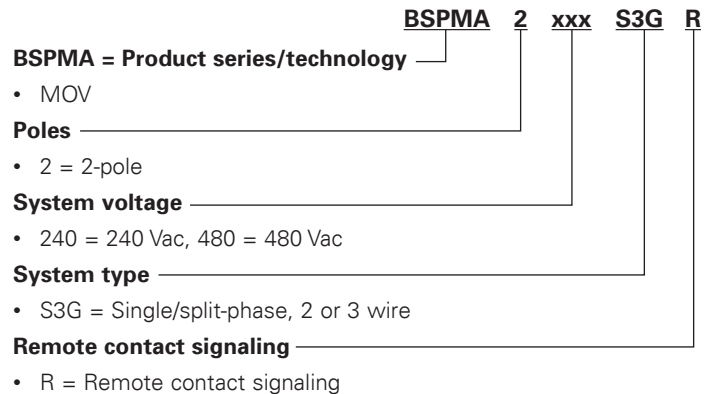 BSPMA 2 xxx S3G R
BSPMA = Product series/technology
• MOV
Poles
• 2 = 2-pole
System voltage
• 240 = 240 Vac, 480 = 480 Vac
System type
• S3G = Single/split-phase, 2 or 3 wire
Remote contact signaling
• R = Remote contact signaling